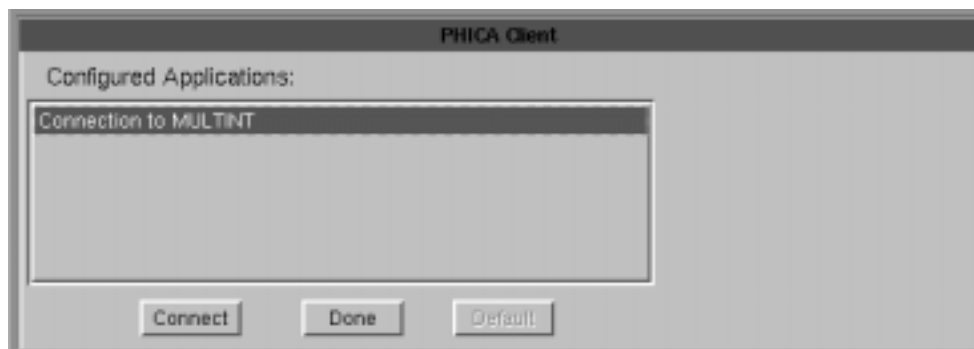 PHICA Client
Configured Applications:
Connection to MULTINT
Connect Done Default